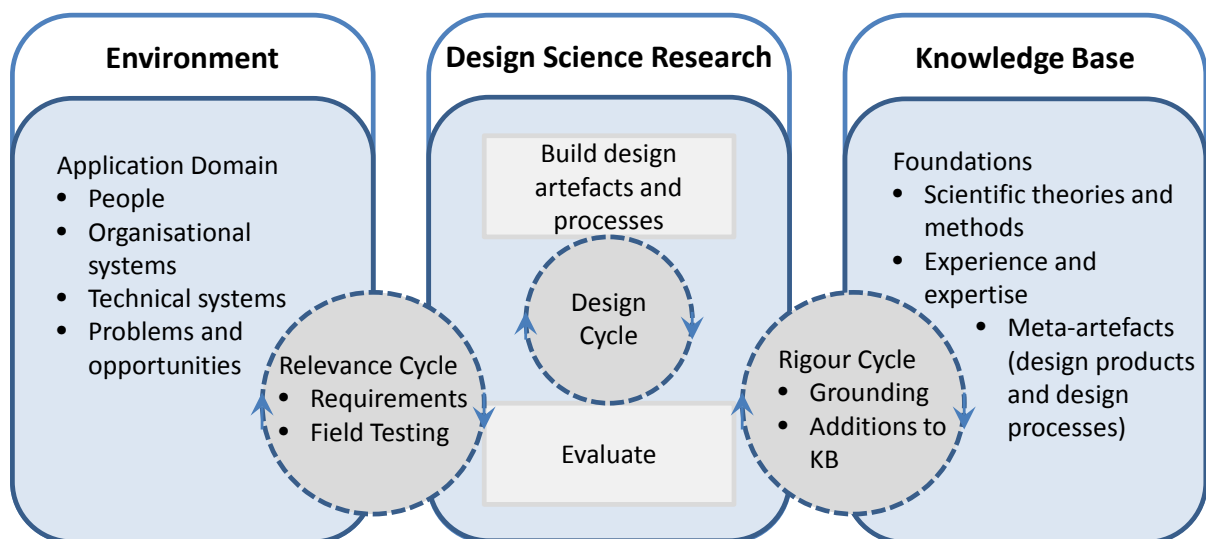 Environment
Application Domain
• People
• Organisational
systems
• Technical systems
• Problems and
opportunities
Relevance Cycle
• Requirements
• Field Testing
Design Science Research
Build design
artefacts and
processes
Design
Cycle
Evaluate
Knowledge Base
Foundations
• Scientific theories and
methods
• Experience and
expertise
• Meta-artefacts
(design products
and design
processes)
Rigour Cycle
• Grounding
• Additions to
KB